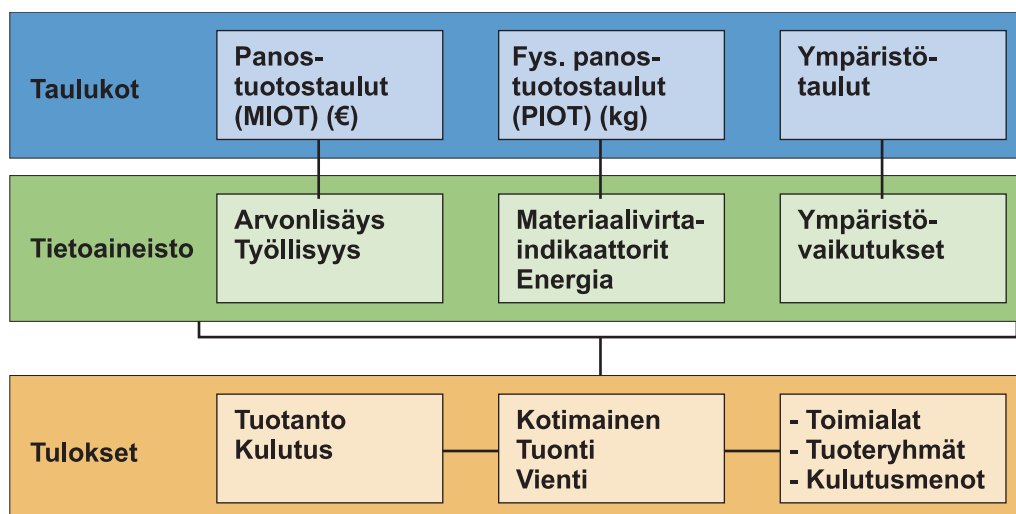 Taulukot
Panos-
tuotostaulut
(MIOT) (€)
Fys. panos-
tuotostaulut
(PIOT) (kg)
Ympäristö-
taulut
Tietoaineisto
Arvonlisäys
Työllisyys
Materiaalivirta-
indikaattorit
Energia
Ympäristö-
vaikutukset
Tulokset
Tuotanto
Kulutus
Kotimainen
Tuonti
Vienti
- Toimialat
- Tuoteryhmät
- Kulutusmenot